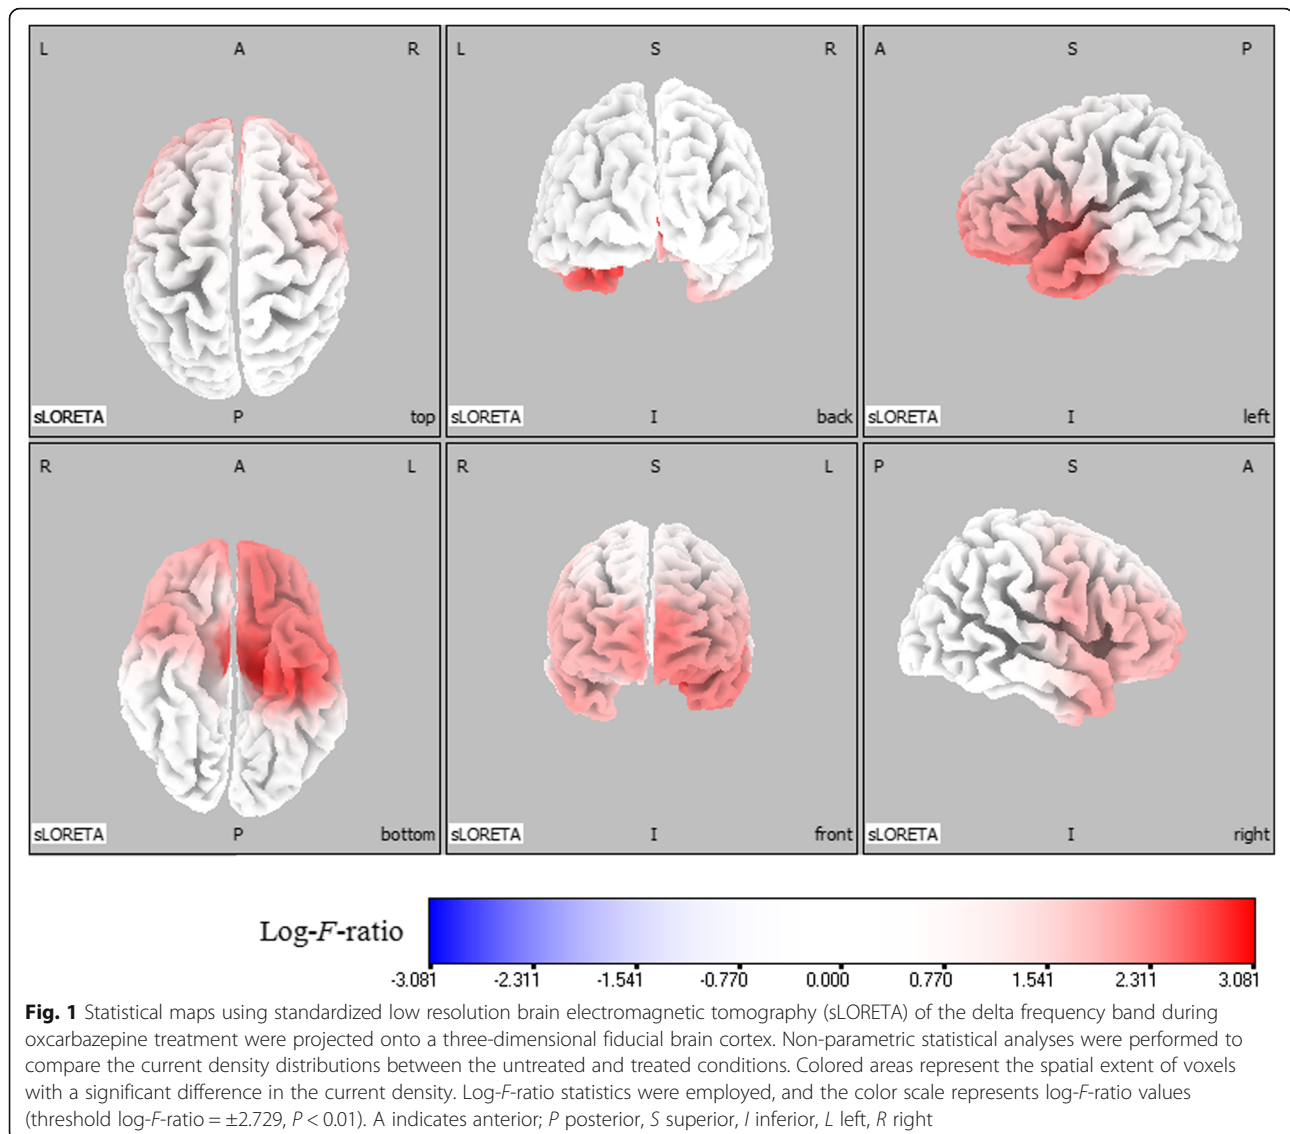 L A R
sLORETA P top
L S R
sLORETA I back
A S P
sLORETA I left
R A L
sLORETA P bottom
R S L
sLORETA I front
P S A
sLORETA I right
Log-F-ratio
-3.081 -2.311 -1.541 -0.770 0.000 0.770 1.541 2.311 3.081
Fig. 1 Statistical maps using standardized low resolution brain electromagnetic tomography (sLORETA) of the delta frequency band during
oxcarbazepine treatment were projected onto a three-dimensional fiducial brain cortex. Non-parametric statistical analyses were performed to
compare the current density distributions between the untreated and treated conditions. Colored areas represent the spatial extent of voxels
with a significant difference in the current density. Log-F-ratio statistics were employed, and the color scale represents log-F-ratio values
(threshold log-F-ratio = ±2.729, P < 0.01). A indicates anterior; P posterior, S superior, I inferior, L left, R right